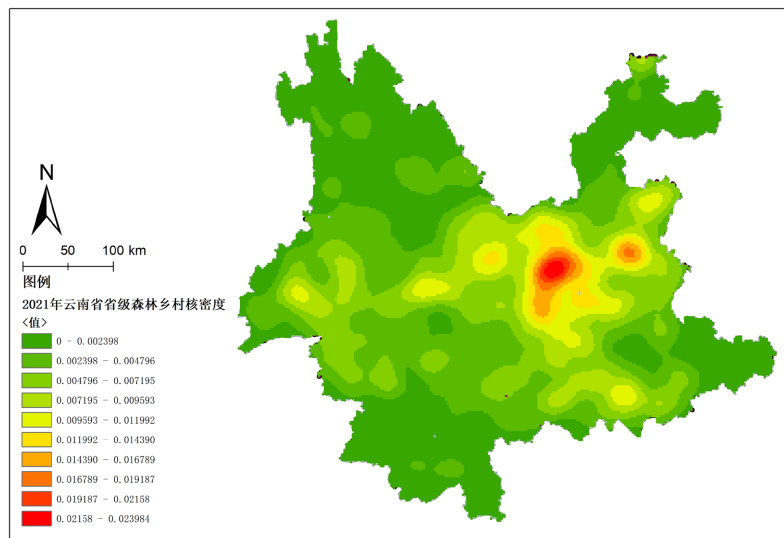 N
0 50 100 km
图例
2021年云南省省级森林乡村核密度
<值>
0 - 0.002398
0.002398 - 0.004796
0.004796 - 0.007195
0.007195 - 0.009593
0.009593 - 0.011992
0.011992 - 0.014390
0.014390 - 0.016789
0.016789 - 0.019187
0.019187 - 0.02158
0.02158 - 0.023984